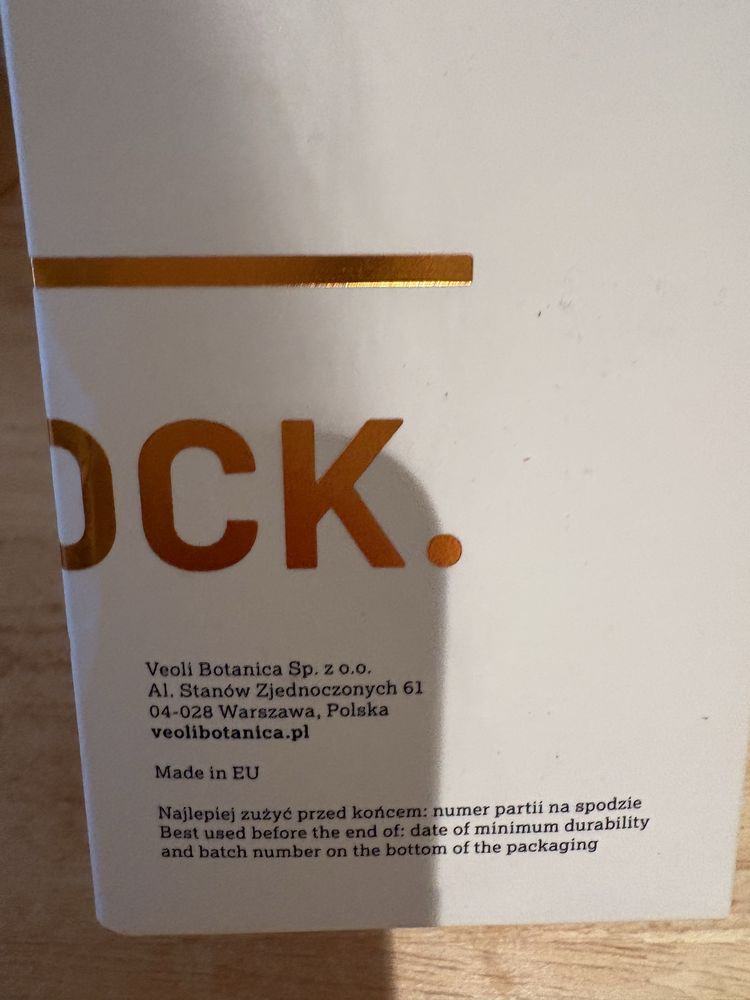 OCK.
Veoli Botanica Sp. z o.o.
Al. Stanów Zjednoczonych 61
04-028 Warszawa, Polska
veolibotanica.pl
Made in EU
Najlepiej zużyć przed końcem: numer partii na spodzie
Best used before the end of: date of minimum durability
and batch number on the bottom of the packaging